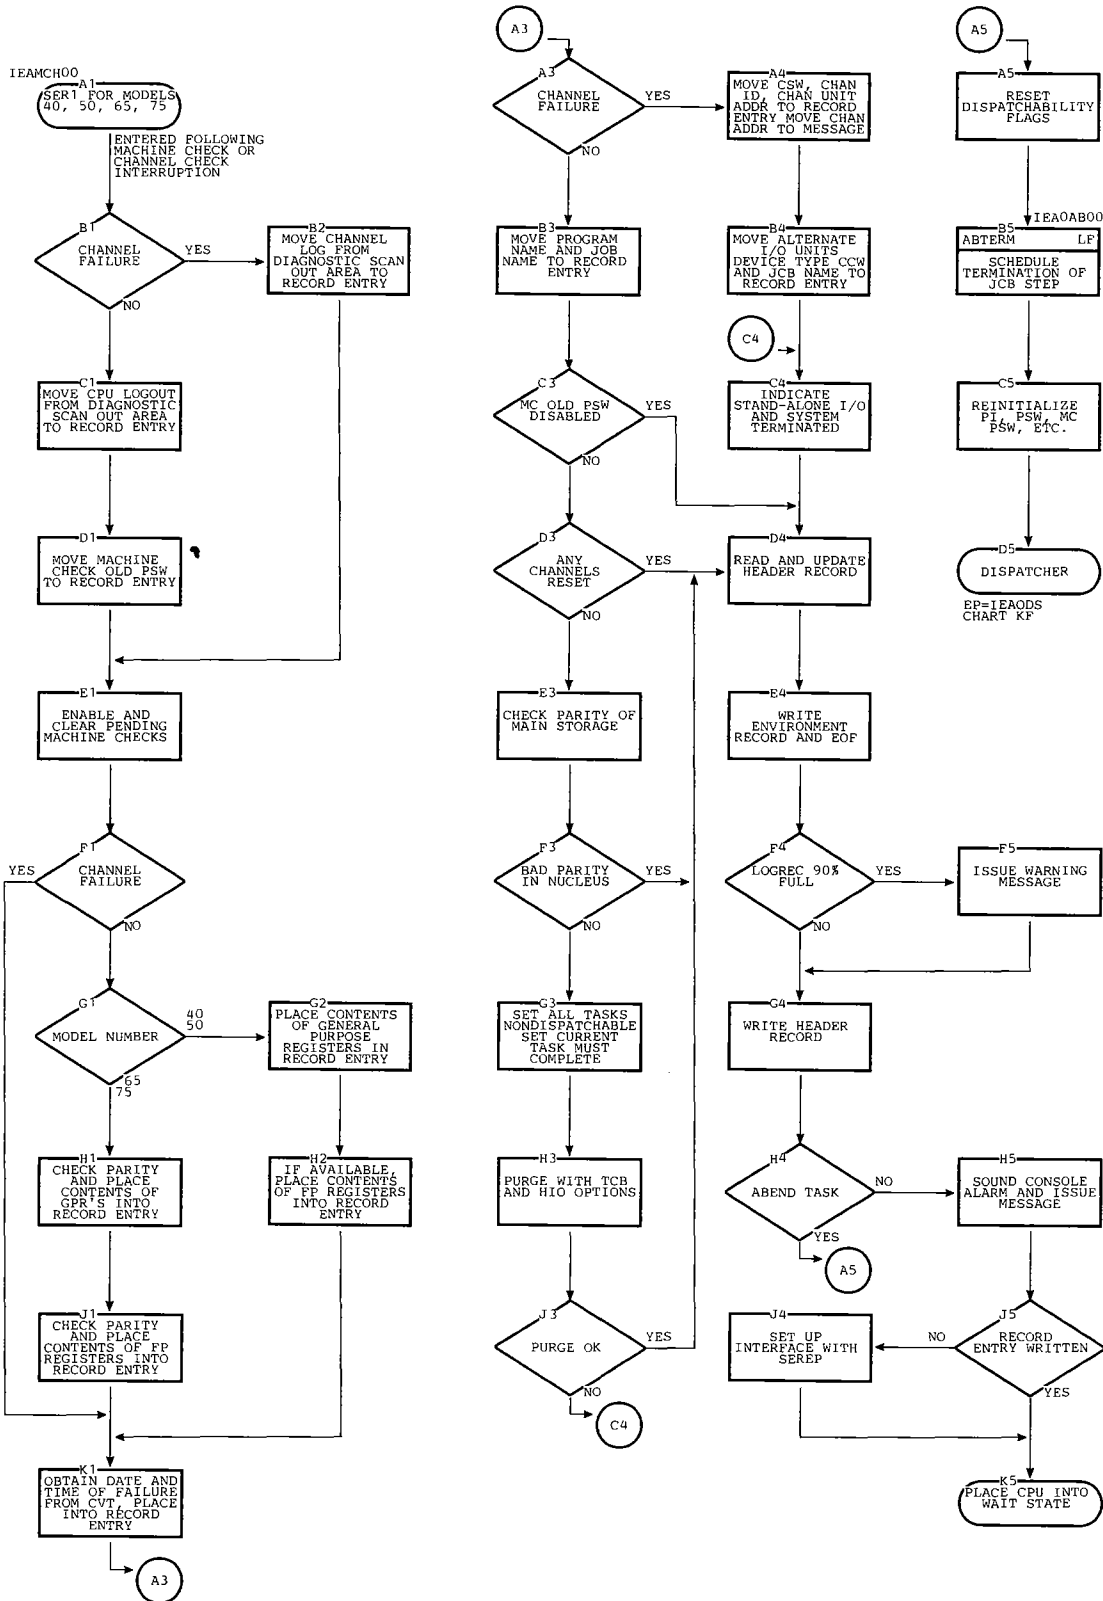 IEAMCH00
A1
SER1 FOR MODELS
40, 50, 65, 75
ENTERED FOLLOWING
MACHINE CHECK OR
CHANNEL CHECK
INTERRUPTION
B1
CHANNEL
FAILURE
YES
NO
B2
MOVE CHANNEL
LOG FROM
DIAGNOSTIC SCAN
OUT AREA TO
RECORD ENTRY
C1
MOVE CPU LOGOUT
FROM DIAGNOSTIC
SCAN OUT AREA
TO RECORD ENTRY
D1
MOVE MACHINE
CHECK OLD PSW
TO RECORD ENTRY
E1
ENABLE AND
CLEAR PENDING
MACHINE CHECKS
F1
YES
CHANNEL
FAILURE
NO
G1
MODEL NUMBER
40
50
65
75
G2
PLACE CONTENTS
OF GENERAL
PURPOSE
REGISTERS IN
RECORD ENTRY
H1
CHECK PARITY
AND PLACE
CONTENTS OF
GPR'S INTO
RECORD ENTRY
H2
IF AVAILABLE,
PLACE CONTENTS
OF FP REGISTERS
INTO RECORD
ENTRY
J1
CHECK PARITY
AND PLACE
CONTENTS OF FP
REGISTERS INTO
RECORD ENTRY
K1
OBTAIN DATE AND
TIME OF FAILURE
FROM CVT, PLACE
INTO RECORD
ENTRY
A3
A3
A3
CHANNEL
FAILURE
YES
NO
A4
MOVE CSW, CHAN
ID, CHAN UNIT
ADDR TO RECORD
ENTRY MOVE CHAN
ADDR TO MESSAGE
B3
MOVE PROGRAM
NAME AND JOB
NAME TO RECORD
ENTRY
B4
MOVE ALTERNATE
I/O UNITS
DEVICE TYPE CCW
AND JCB NAME TO
RECORD ENTRY
C4
C3
MC OLD PSW
DISABLED
YES
NO
C4
INDICATE
STAND-ALONE I/O
AND SYSTEM
TERMINATED
D3
ANY
CHANNELS
RESET
YES
NO
D4
READ AND UPDATE
HEADER RECORD
E3
CHECK PARITY OF
MAIN STORAGE
E4
WRITE
ENVIRONMENT
RECORD AND EOF
F3
BAD PARITY
IN NUCLEUS
YES
NO
F4
LOGREC 90%
FULL
YES
NO
F5
ISSUE WARNING
MESSAGE
G3
SET ALL TASKS
NONDISPATCHABLE
SET CURRENT
TASK MUST
COMPLETE
G4
WRITE HEADER
RECORD
H3
PURGE WITH TCB
AND HIO OPTIONS
H4
ABEND TASK
NO
YES
A5
H5
SOUND CONSOLE
ALARM AND ISSUE
MESSAGE
J3
PURGE OK
YES
NO
C4
J4
SET UP
INTERFACE WITH
SEREP
J5
NO
RECORD
ENTRY WRITTEN
YES
K5
PLACE CPU INTO
WAIT STATE
A5
A5
RESET
DISPATCHABILITY
FLAGS
IEA0AB00
B5
ABTERM LF
SCHEDULE
TERMINATION OF
JCB STEP
C5
REINITIALIZE
PI, PSW, MC
PSW, ETC.
D5
DISPATCHER
EP=IEAODS
CHART KF